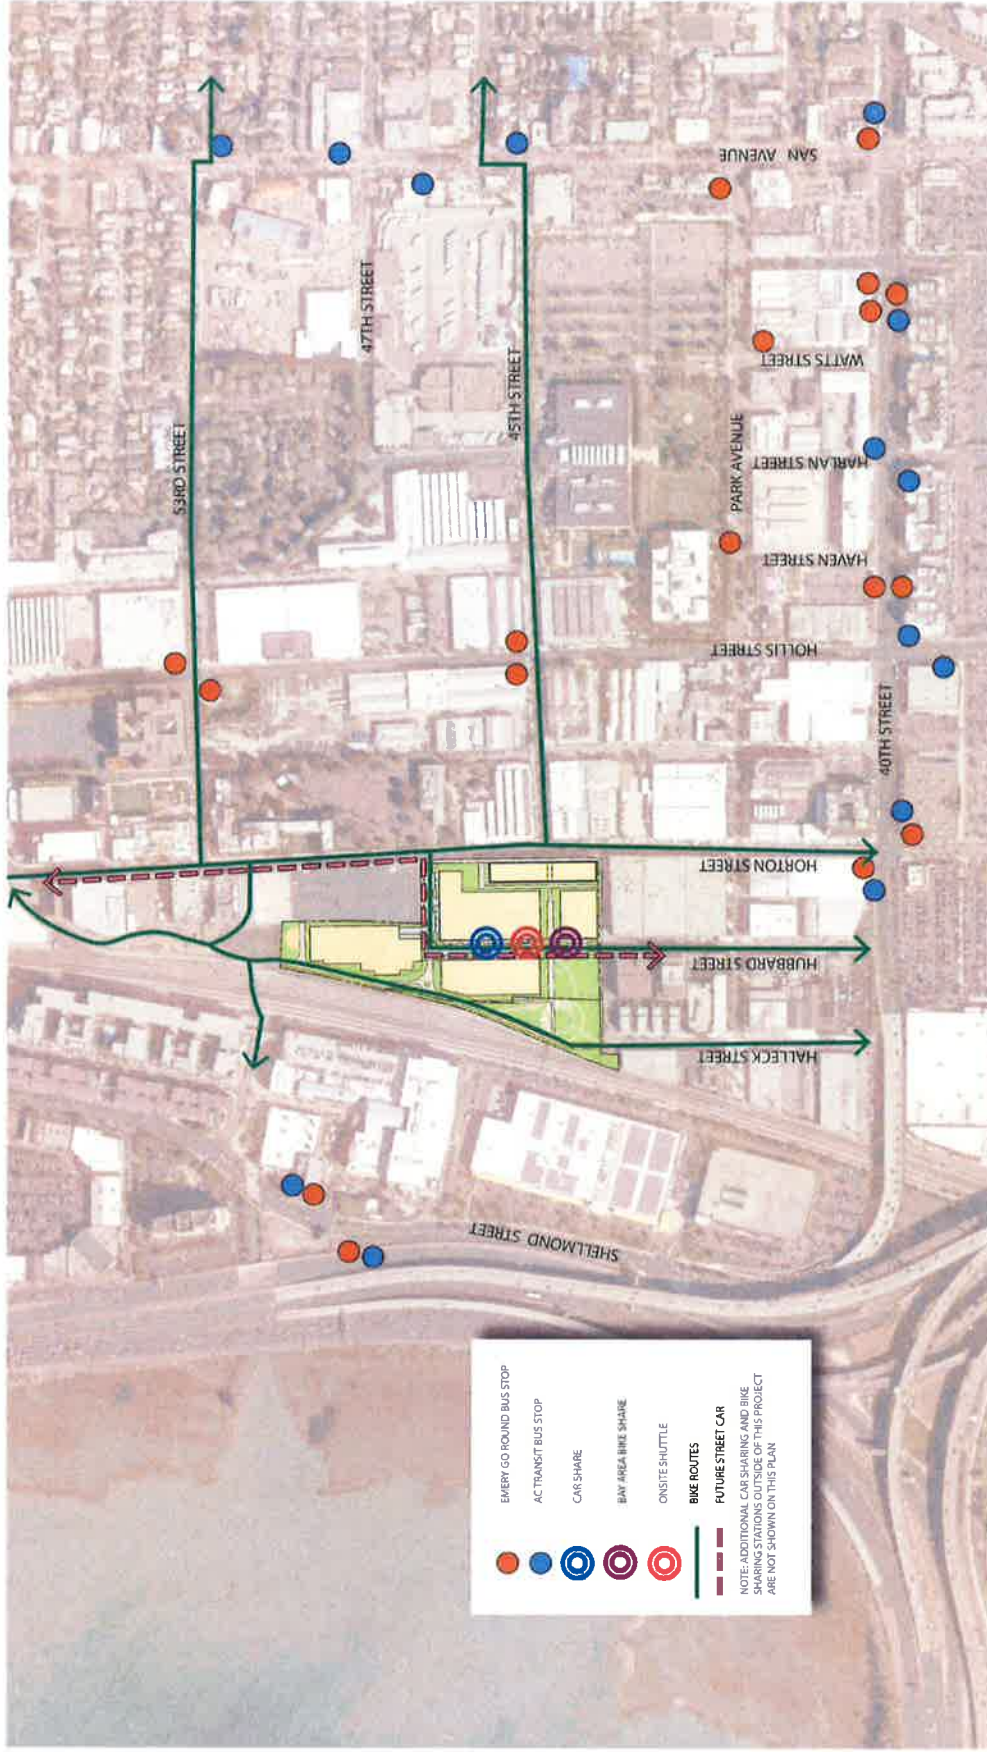 53RD STREET
47TH STREET
45TH STREET
SAN AVENUE
PARK AVENUE
WATTS STREET
HARLAN STREET
HAVEN STREET
HOLLIS STREET
40TH STREET
HORTON STREET
HUBBARD STREET
HALLECK STREET
SHELLMOND STREET
EMERY GO ROUND BUS STOP
AC TRANSIT BUS STOP
CAR SHARE
BAY AREA BIKE SHARE
ONSITE SHUTTLE
BIKE ROUTES
FUTURE STREET CAR
NOTE: ADDITIONAL CAR SHARING AND BIKE
SHARING STATIONS OUTSIDE OF THIS PROJECT
ARE NOT SHOWN ON THIS PLAN